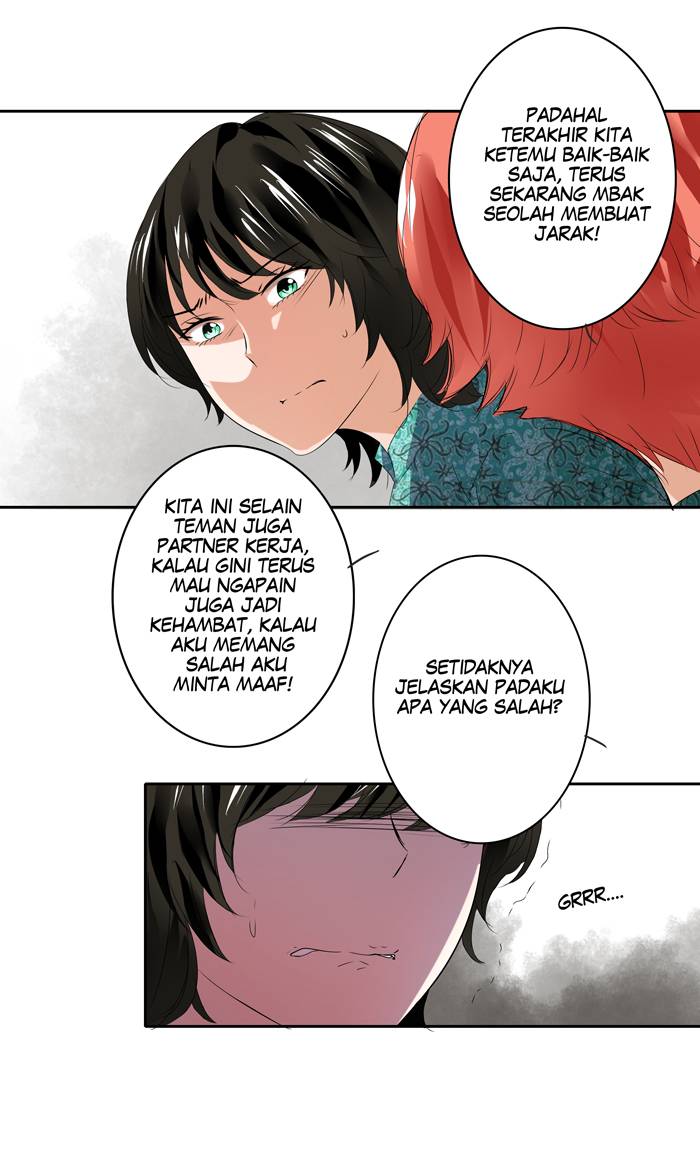 PADAHAL
TERAKHIR KITA
KETEMU BAIK-BAIK
SAJA, TERUS
SEKARANG MBAK
SEOLAH MEMBUAT
JARAK!
KITA INI SELAIN
TEMAN JUGA
PARTNER KERJA,
KALAU GINI TERUS
MAU NGAPAIN
JUGA JADI
KEHAMBAT, KALAU
AKU MEMANG
SALAH AKU
MINTA MAAF!
SETIDAKNYA
JELASKAN PADAKU
APA YANG SALAH?
GRRR....